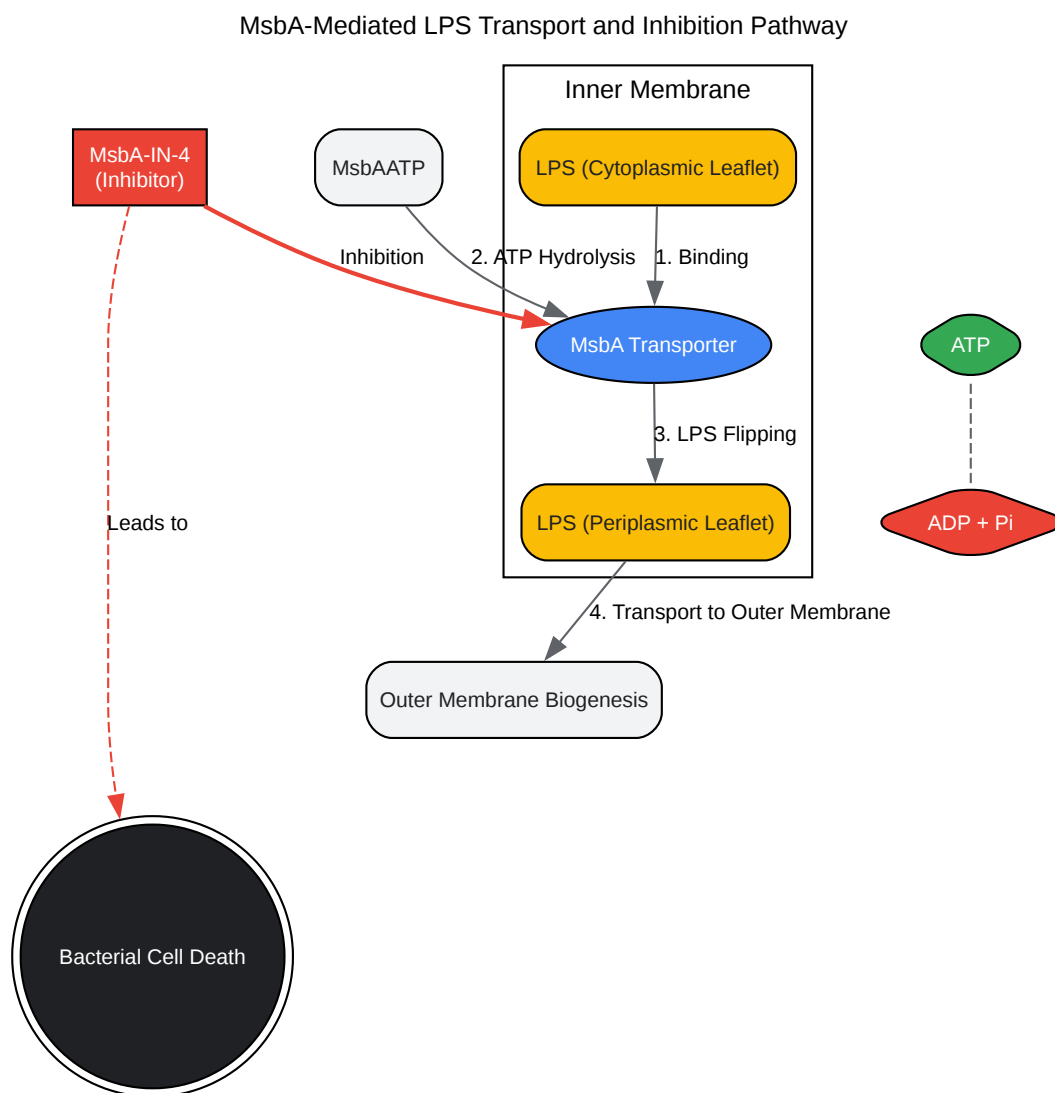 MsbA-Mediated LPS Transport and Inhibition Pathway
Inner Membrane
MsbA-IN-4
(Inhibitor)
MsbAATP
LPS (Cytoplasmic Leaflet)
Inhibition
2. ATP Hydrolysis
1. Binding
MsbA Transporter
ATP
3. LPS Flipping
Leads to
LPS (Periplasmic Leaflet)
ADP + Pi
4. Transport to Outer Membrane
Outer Membrane Biogenesis
Bacterial Cell Death